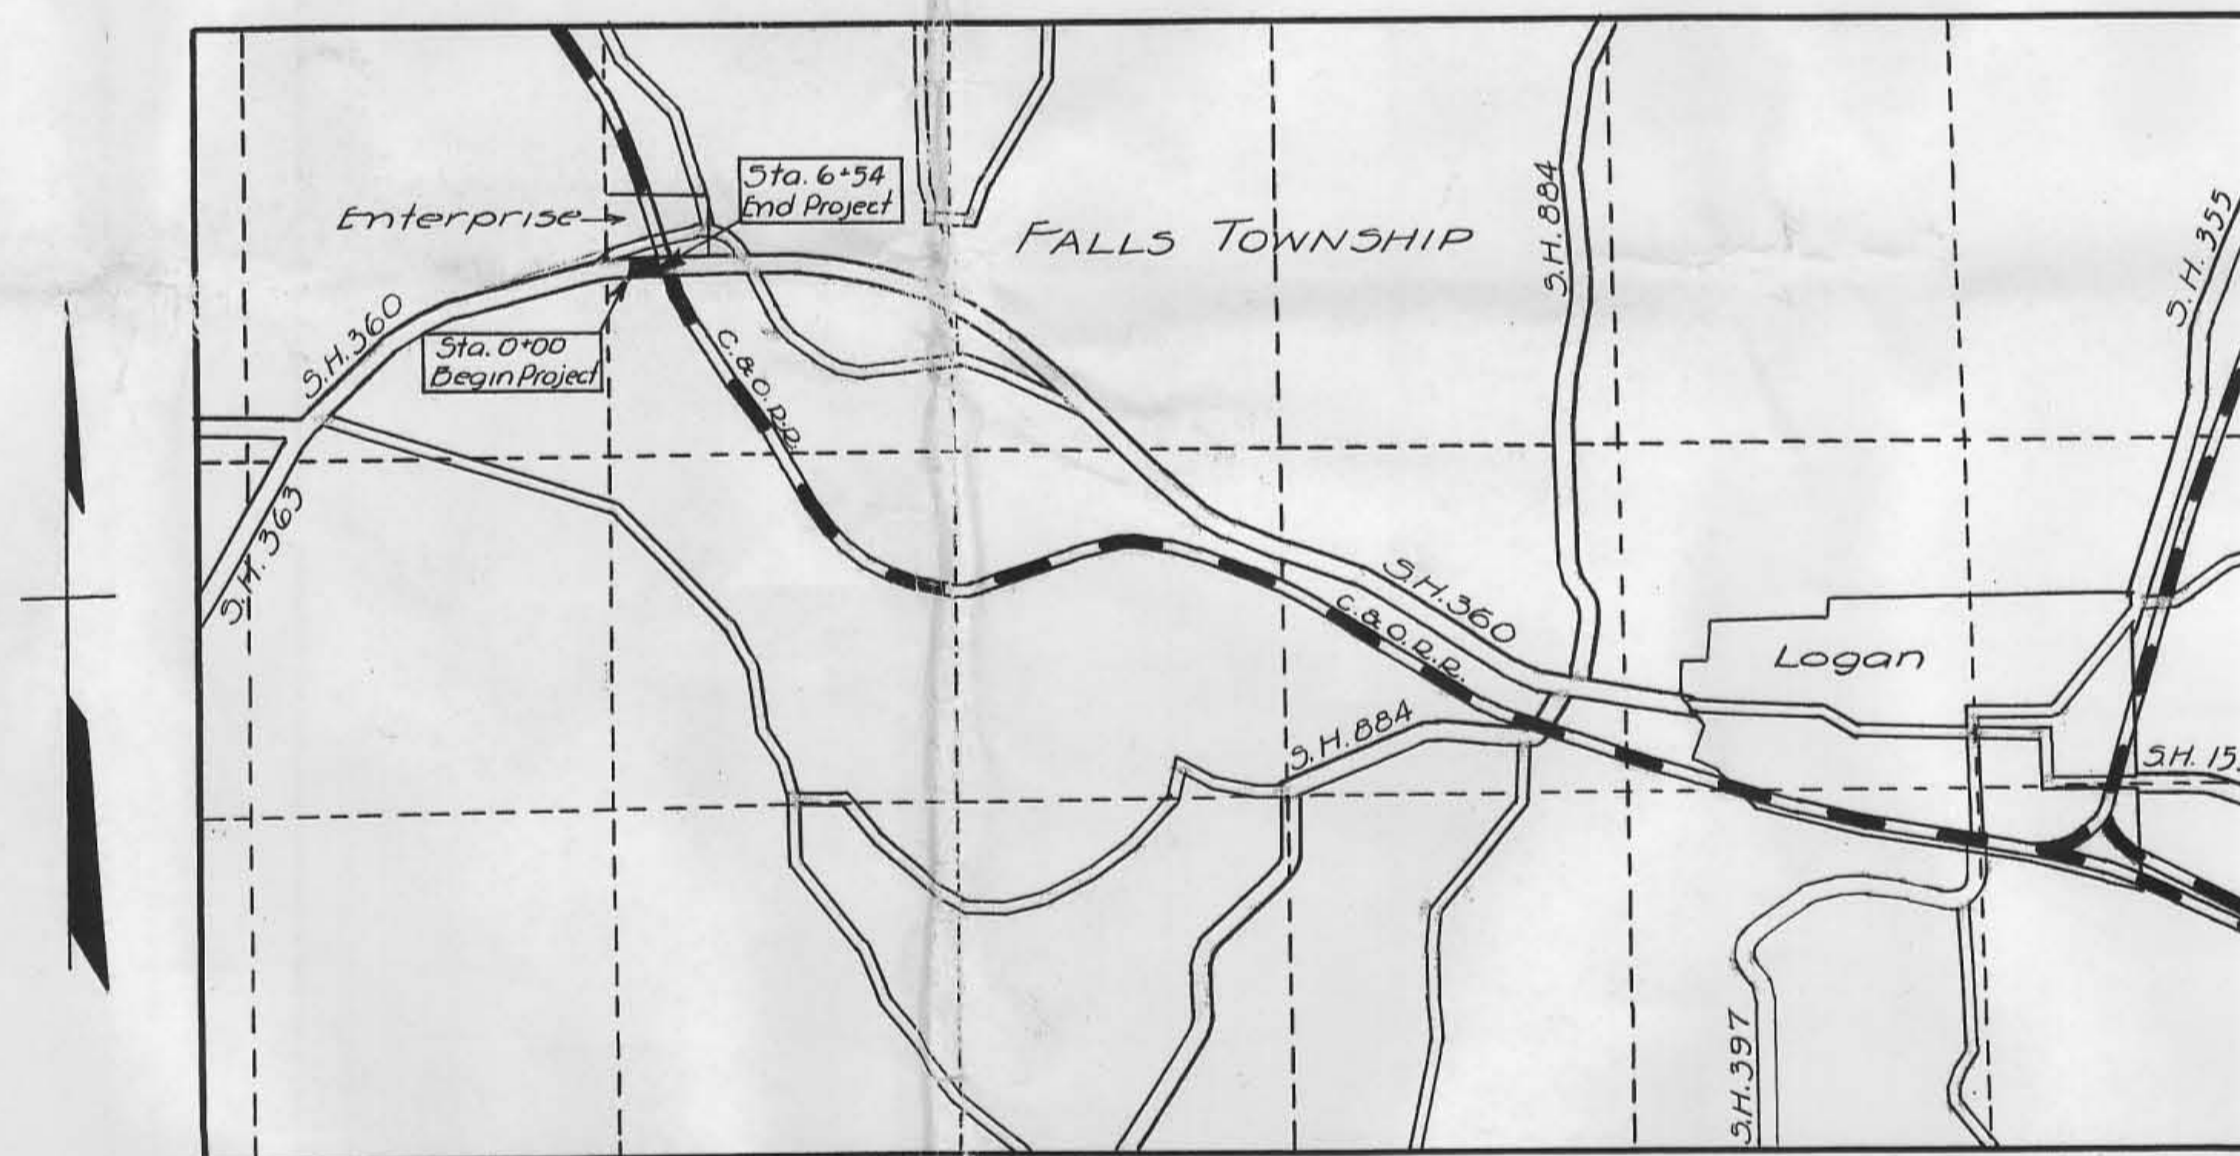 Sta. 6+54
End Project
Enterprise
FALLS TOWNSHIP
S.H. 884
S.H. 355
S.H. 360
Sta. 0+00
Begin Project
C. & O. R.R.
S.H. 363
S.H. 360
C. & O. R.R.
Logan
S.H. 884
S.H. 15
S.H. 397